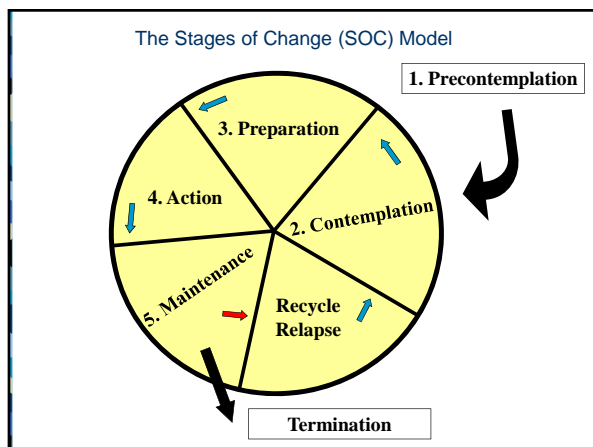 The Stages of Change (SOC) Model
1. Precontemplation
3. Preparation
4. Action
2. Contemplation
5. Maintenance
Recycle
Relapse
Termination